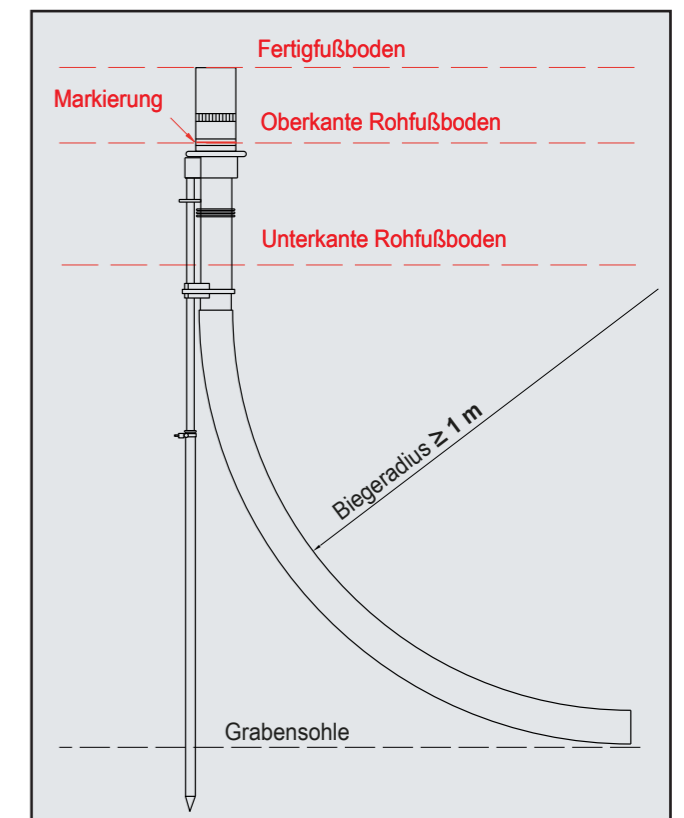 Fertigfußboden
Markierung
Oberkante Rohfußboden
Unterkante Rohfußboden
Biegeradius ≥ 1 m
Grabensohle